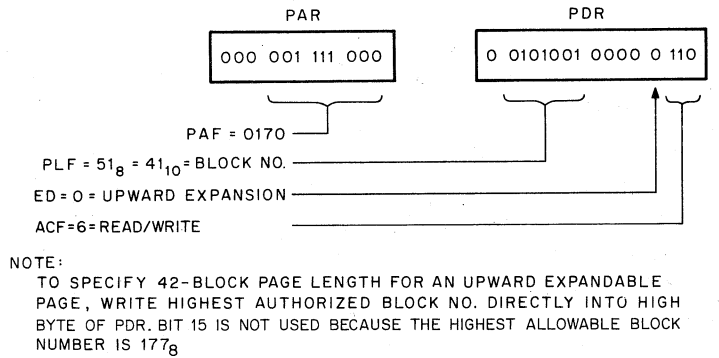 PAR PDR
000 001 111 000 0 0101001 0000 0 110
PAF = 0170
PLF = 51₈ = 41₁₀ = BLOCK NO.
ED = 0 = UPWARD EXPANSION
ACF=6=READ/WRITE
NOTE:
TO SPECIFY 42-BLOCK PAGE LENGTH FOR AN UPWARD EXPANDABLE
PAGE, WRITE HIGHEST AUTHORIZED BLOCK NO. DIRECTLY INTO HIGH
BYTE OF PDR. BIT 15 IS NOT USED BECAUSE THE HIGHEST ALLOWABLE BLOCK
NUMBER IS 177₈